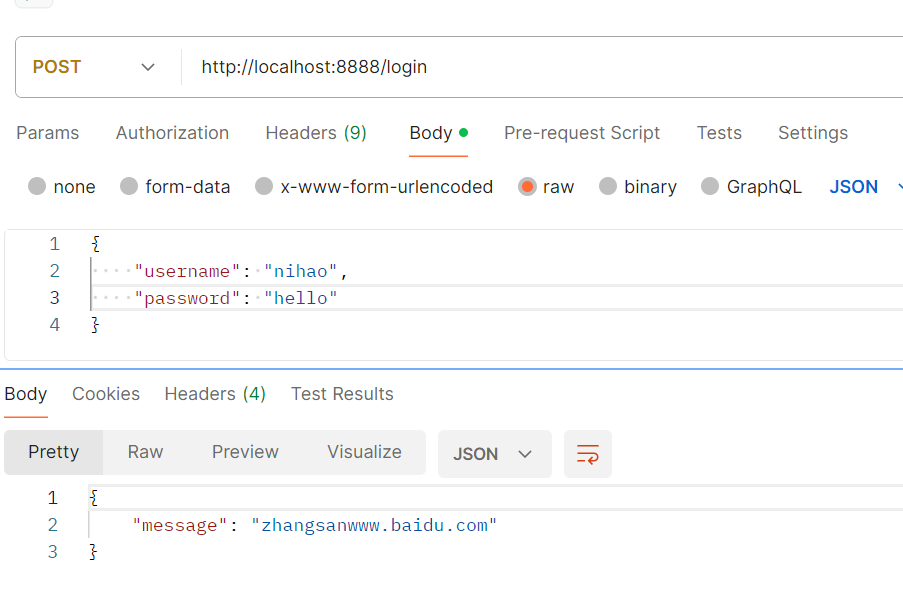 POST http://localhost:8888/login
Params Authorization Headers (9) Body Pre-request Script Tests Settings
none form-data x-www-form-urlencoded raw binary GraphQL JSON
1 {
2 "username": "nihao",
3 "password": "hello"
4 }
Body Cookies Headers (4) Test Results
Pretty Raw Preview Visualize JSON
1 {
2 "message": "zhangsanwww.baidu.com"
3 }